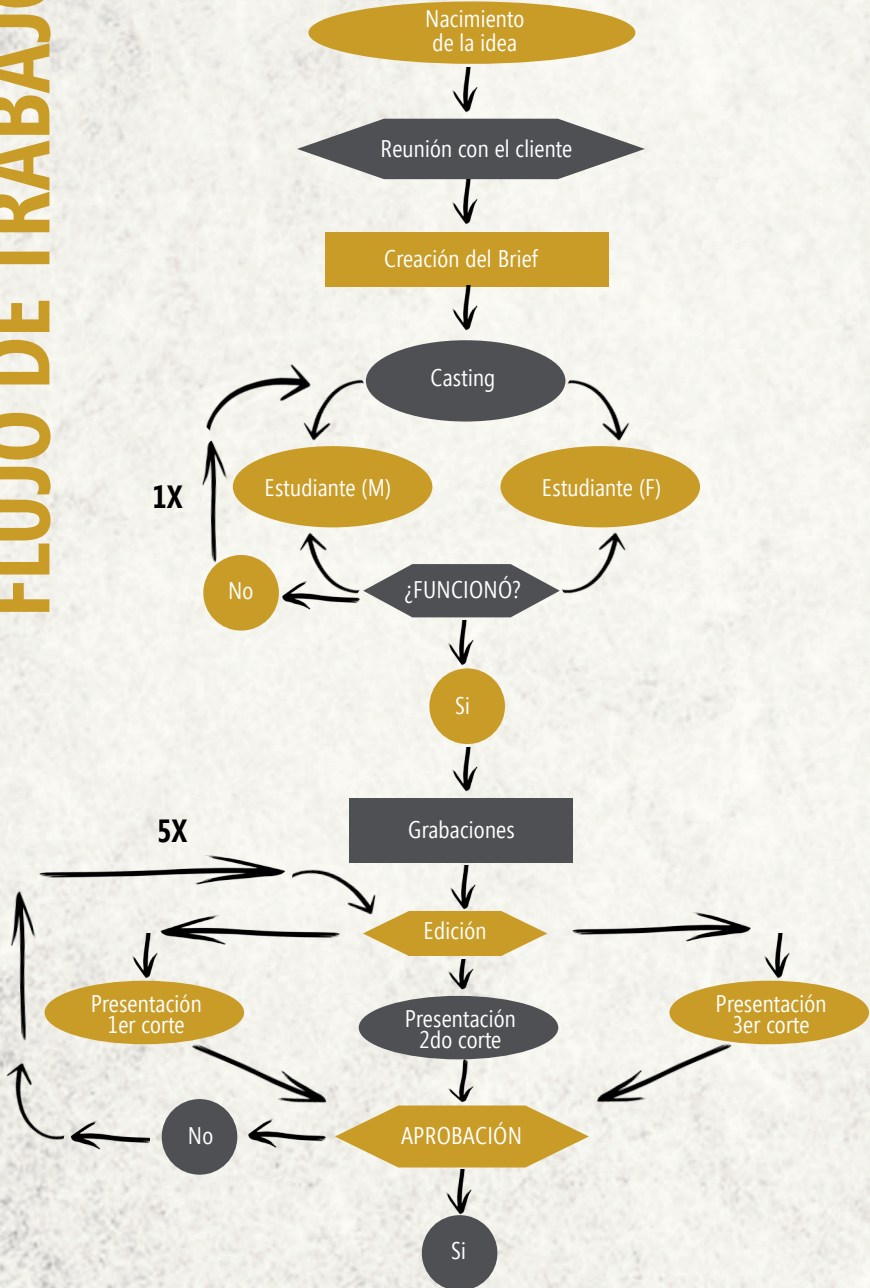 FLUJO DE TRABAJO
Nacimiento
de la idea
Reunión con el cliente
Creación del Brief
Casting
1X
Estudiante (M)
Estudiante (F)
No
¿FUNCIONÓ?
Si
5X
Grabaciones
Edición
Presentación
1er corte
Presentación
2do corte
Presentación
3er corte
No
APROBACIÓN
Si